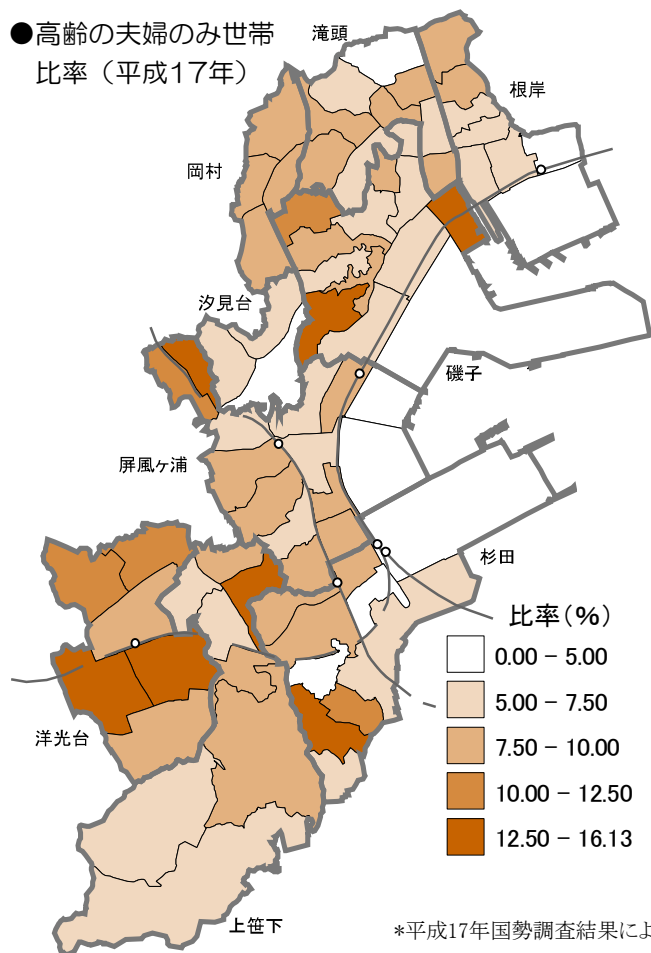 ●高齢の夫婦のみ世帯
比率（平成17年）
滝頭
根岸
岡村
汐見台
磯子
屏風ヶ浦
杉田
比率(%)
0.00 – 5.00
5.00 – 7.50
7.50 – 10.00
10.00 – 12.50
12.50 – 16.13
洋光台
上笹下
*平成17年国勢調査結果によ